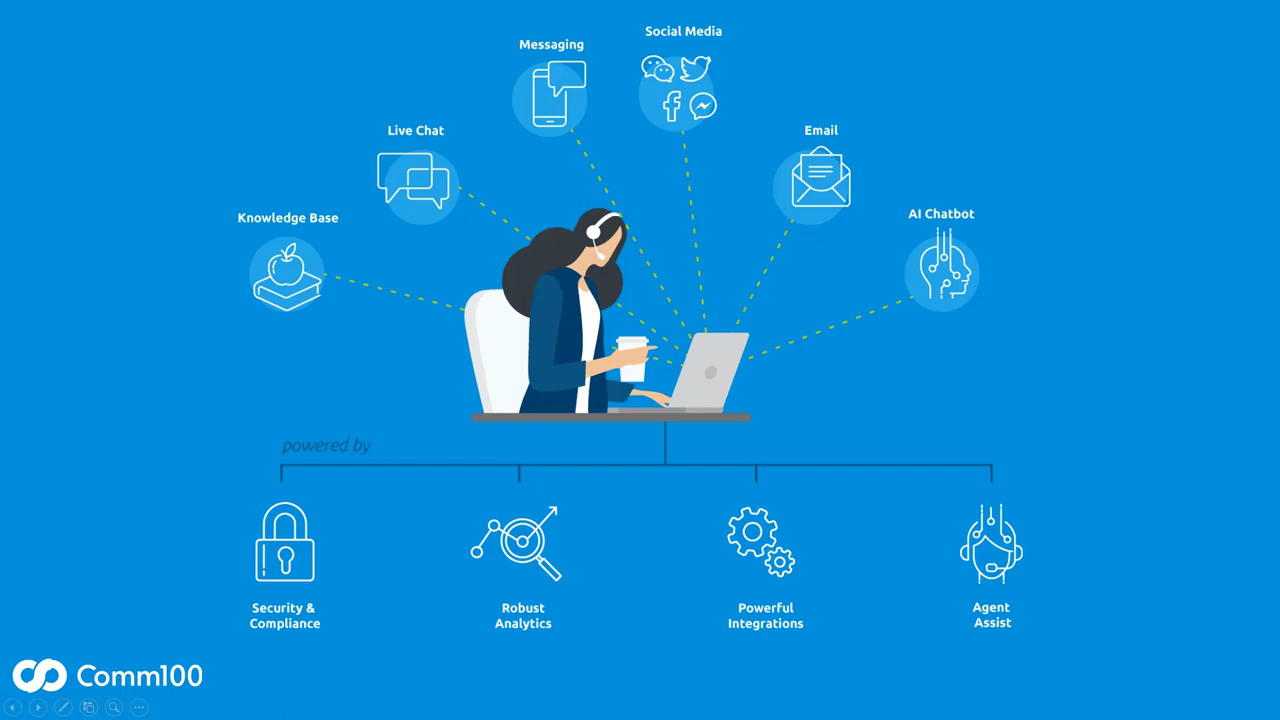 Social Media
Messaging
Live Chat
Email
AI Chatbot
Knowledge Base
powered by
Security &
Compliance
Robust
Analytics
Powerful
Integrations
Agent
Assist
Comm100